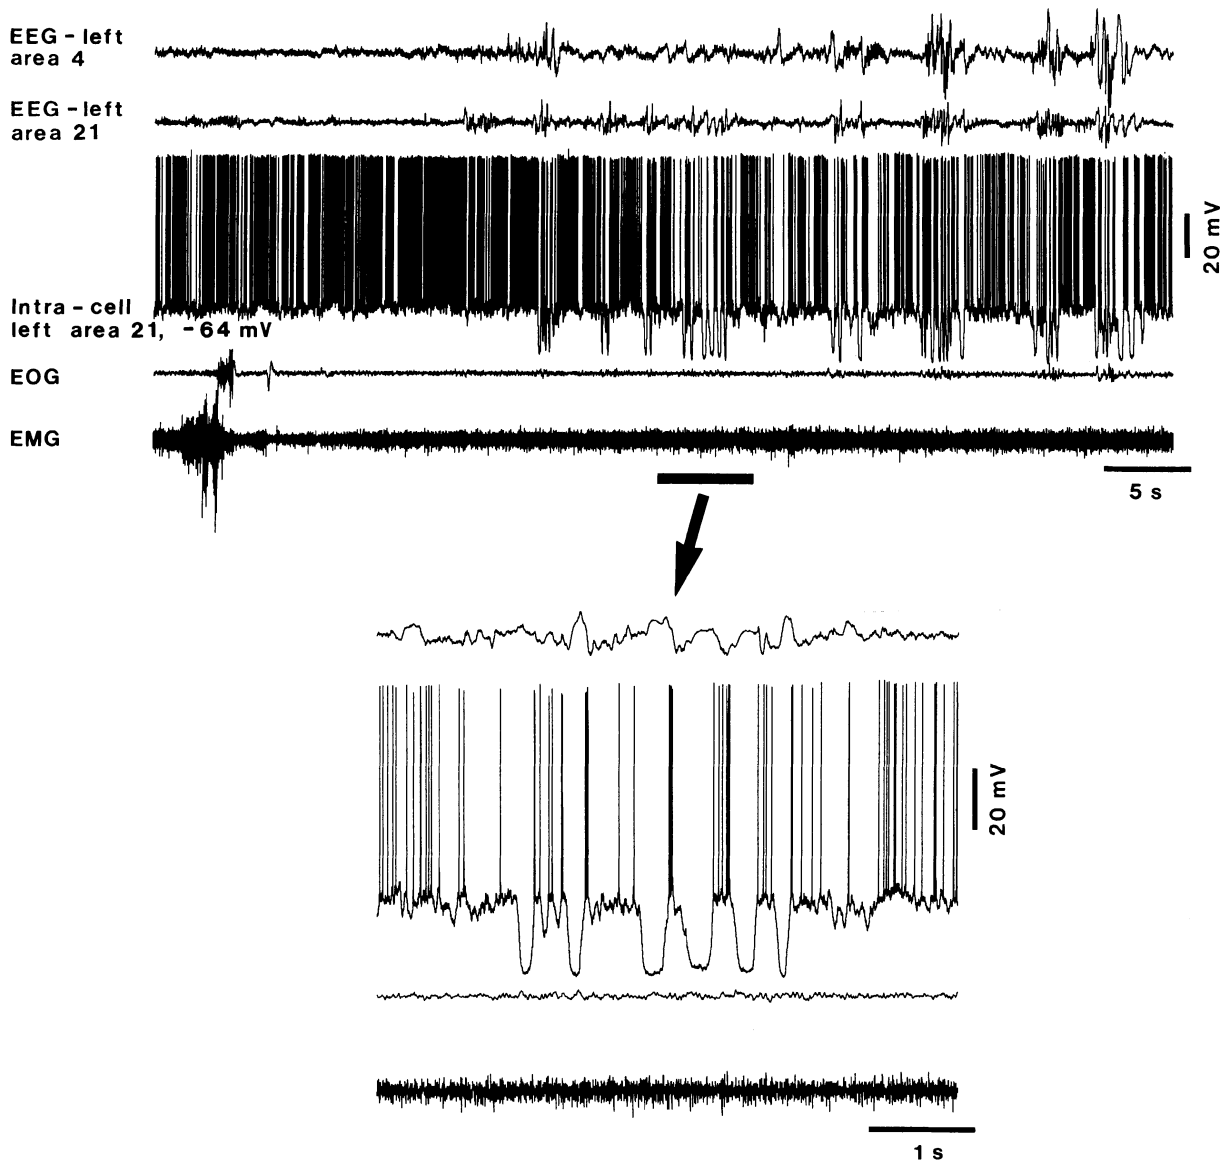 EEG - left
area 4
EEG - left
area 21
20 mV
Intra - cell
left area 21, -64 mV
EOG
EMG
5 s
20 mV
1 s